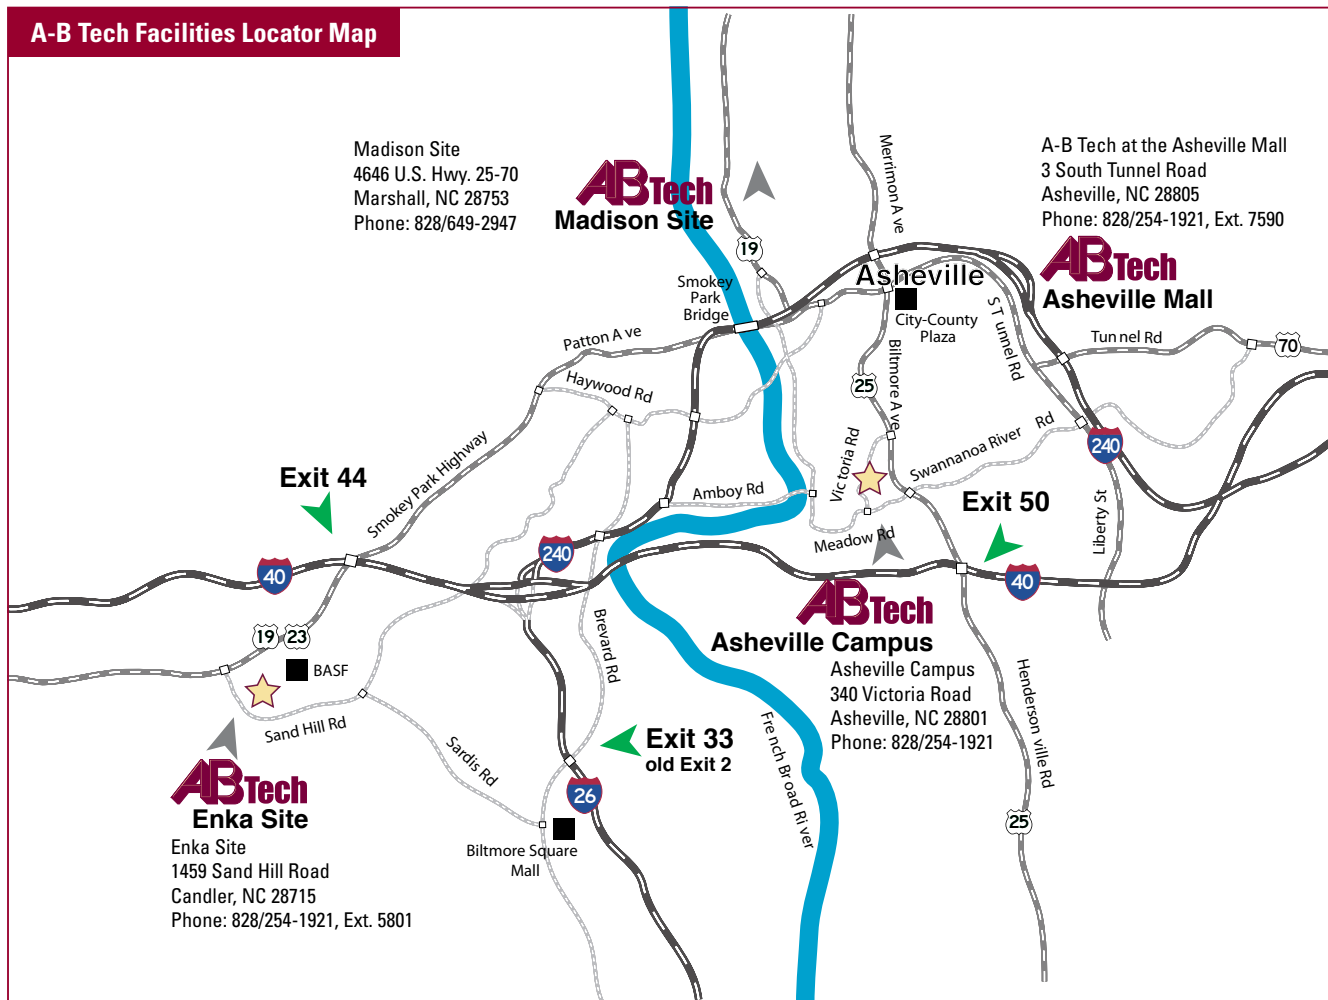 A-B Tech Facilities Locator Map
Madison Site
4646 U.S. Hwy. 25-70
Marshall, NC 28753
Phone: 828/649-2947
ABTech
Madison Site
A-B Tech at the Asheville Mall
3 South Tunnel Road
Asheville, NC 28805
Phone: 828/254-1921, Ext. 7590
ABTech
Asheville Mall
Merrimon A ve
19
Smokey
Park
Bridge
Asheville
City-County
Plaza
S T unnel Rd
Tunnel Rd
70
Patton A ve
Haywood Rd
25
Biltmore A ve
Victoria Rd
Swannanoa River Rd
240
Exit 44
Smokey Park Highway
Amboy Rd
Exit 50
Meadow Rd
Liberty St
40
240
40
ABTech
Asheville Campus
Asheville Campus
340 Victoria Road
Asheville, NC 28801
Phone: 828/254-1921
19
23
BASF
Brevard Rd
Sand Hill Rd
Sardis Rd
Exit 33
old Exit 2
French Broad River
Henderson ville Rd
26
25
Biltmore Square
Mall
ABTech
Enka Site
Enka Site
1459 Sand Hill Road
Candler, NC 28715
Phone: 828/254-1921, Ext. 5801